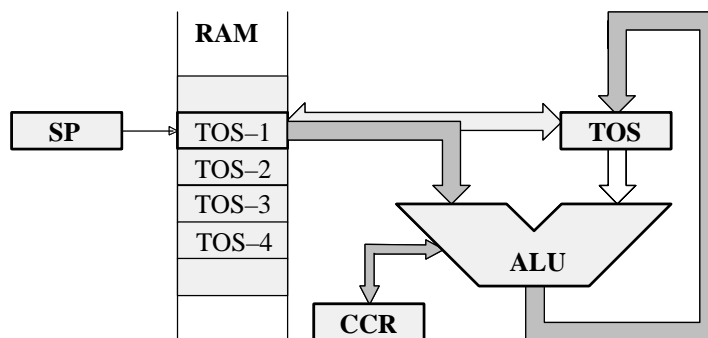 RAM
SP
TOS–1
TOS
TOS–2
TOS–3
TOS–4
ALU
CCR